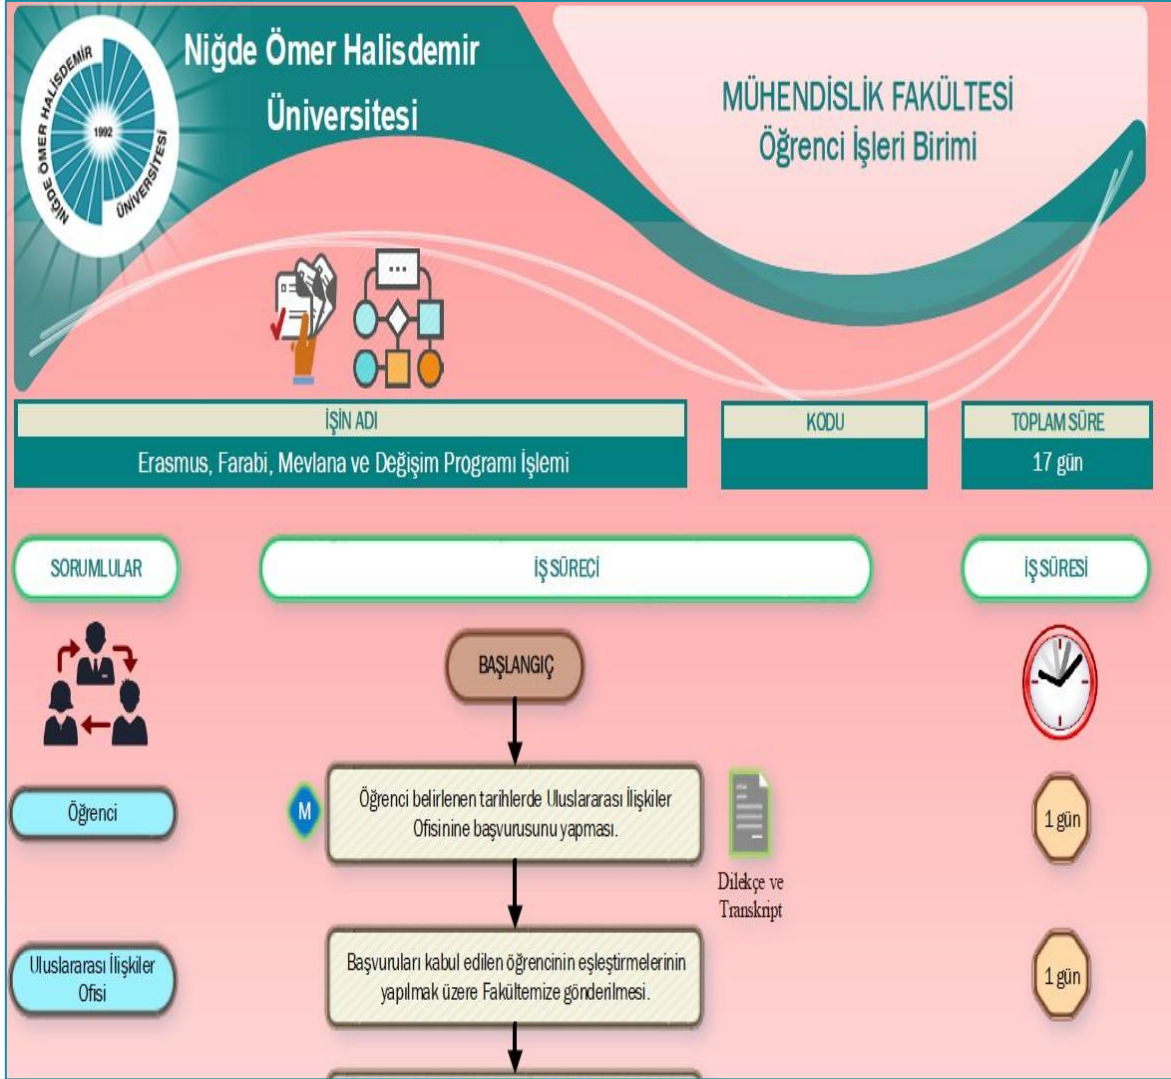 NİĞDE ÖMER HALİSDEMİR
ÜNİVERSİTESİ
1992
Niğde Ömer Halisdemir
Üniversitesi
MÜHENDİSLİK FAKÜLTESİ
Öğrenci İşleri Birimi
...
İŞİN ADI
Erasmus, Farabi, Mevlana ve Değişim Programı İşlemi
KODU
TOPLAM SÜRE
17 gün
SORUMLULAR
İŞ SÜRECİ
İŞ SÜRESİ
BAŞLANGIÇ
Öğrenci
M
Öğrenci belirlenen tarihlerde Uluslararası İlişkiler
Ofisinine başvurusunu yapması.
Dilekçe ve
Transkript
1 gün
Uluslararası İlişkiler
Ofisi
Başvuruları kabul edilen öğrencinin eşleştirmelerinin
yapılmak üzere Fakültemize gönderilmesi.
1 gün